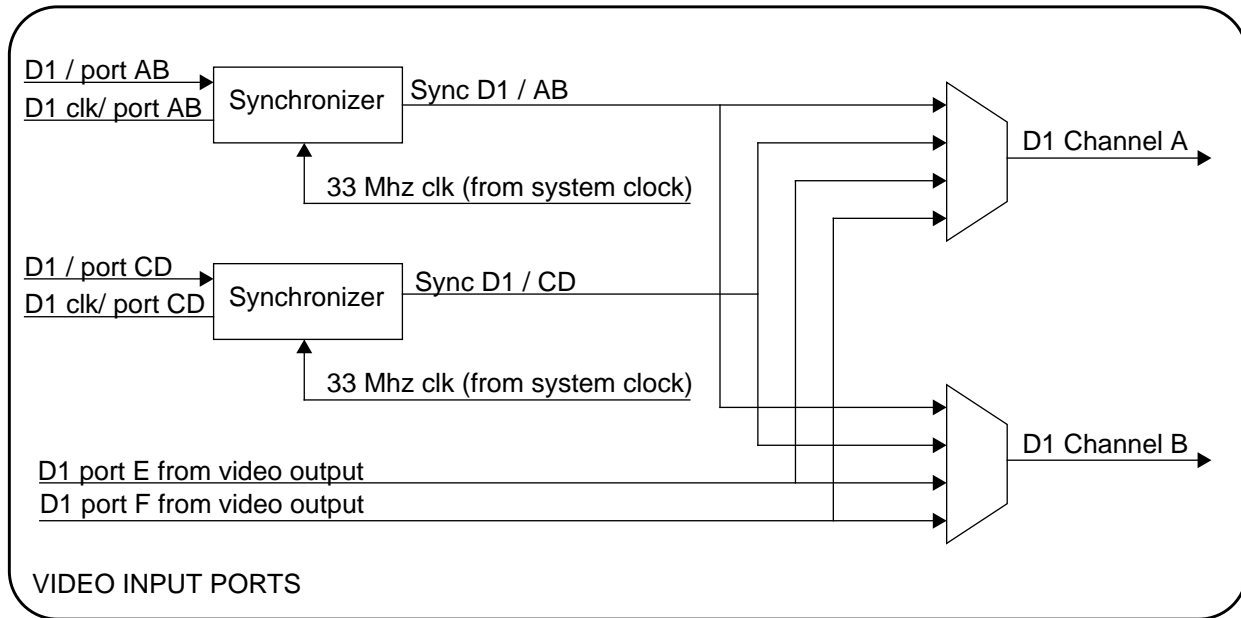 D1 / port AB
D1 clk/ port AB
Synchronizer
Sync D1 / AB
33 Mhz clk (from system clock)
D1 Channel A
D1 / port CD
D1 clk/ port CD
Synchronizer
Sync D1 / CD
33 Mhz clk (from system clock)
D1 Channel B
D1 port E from video output
D1 port F from video output
VIDEO INPUT PORTS